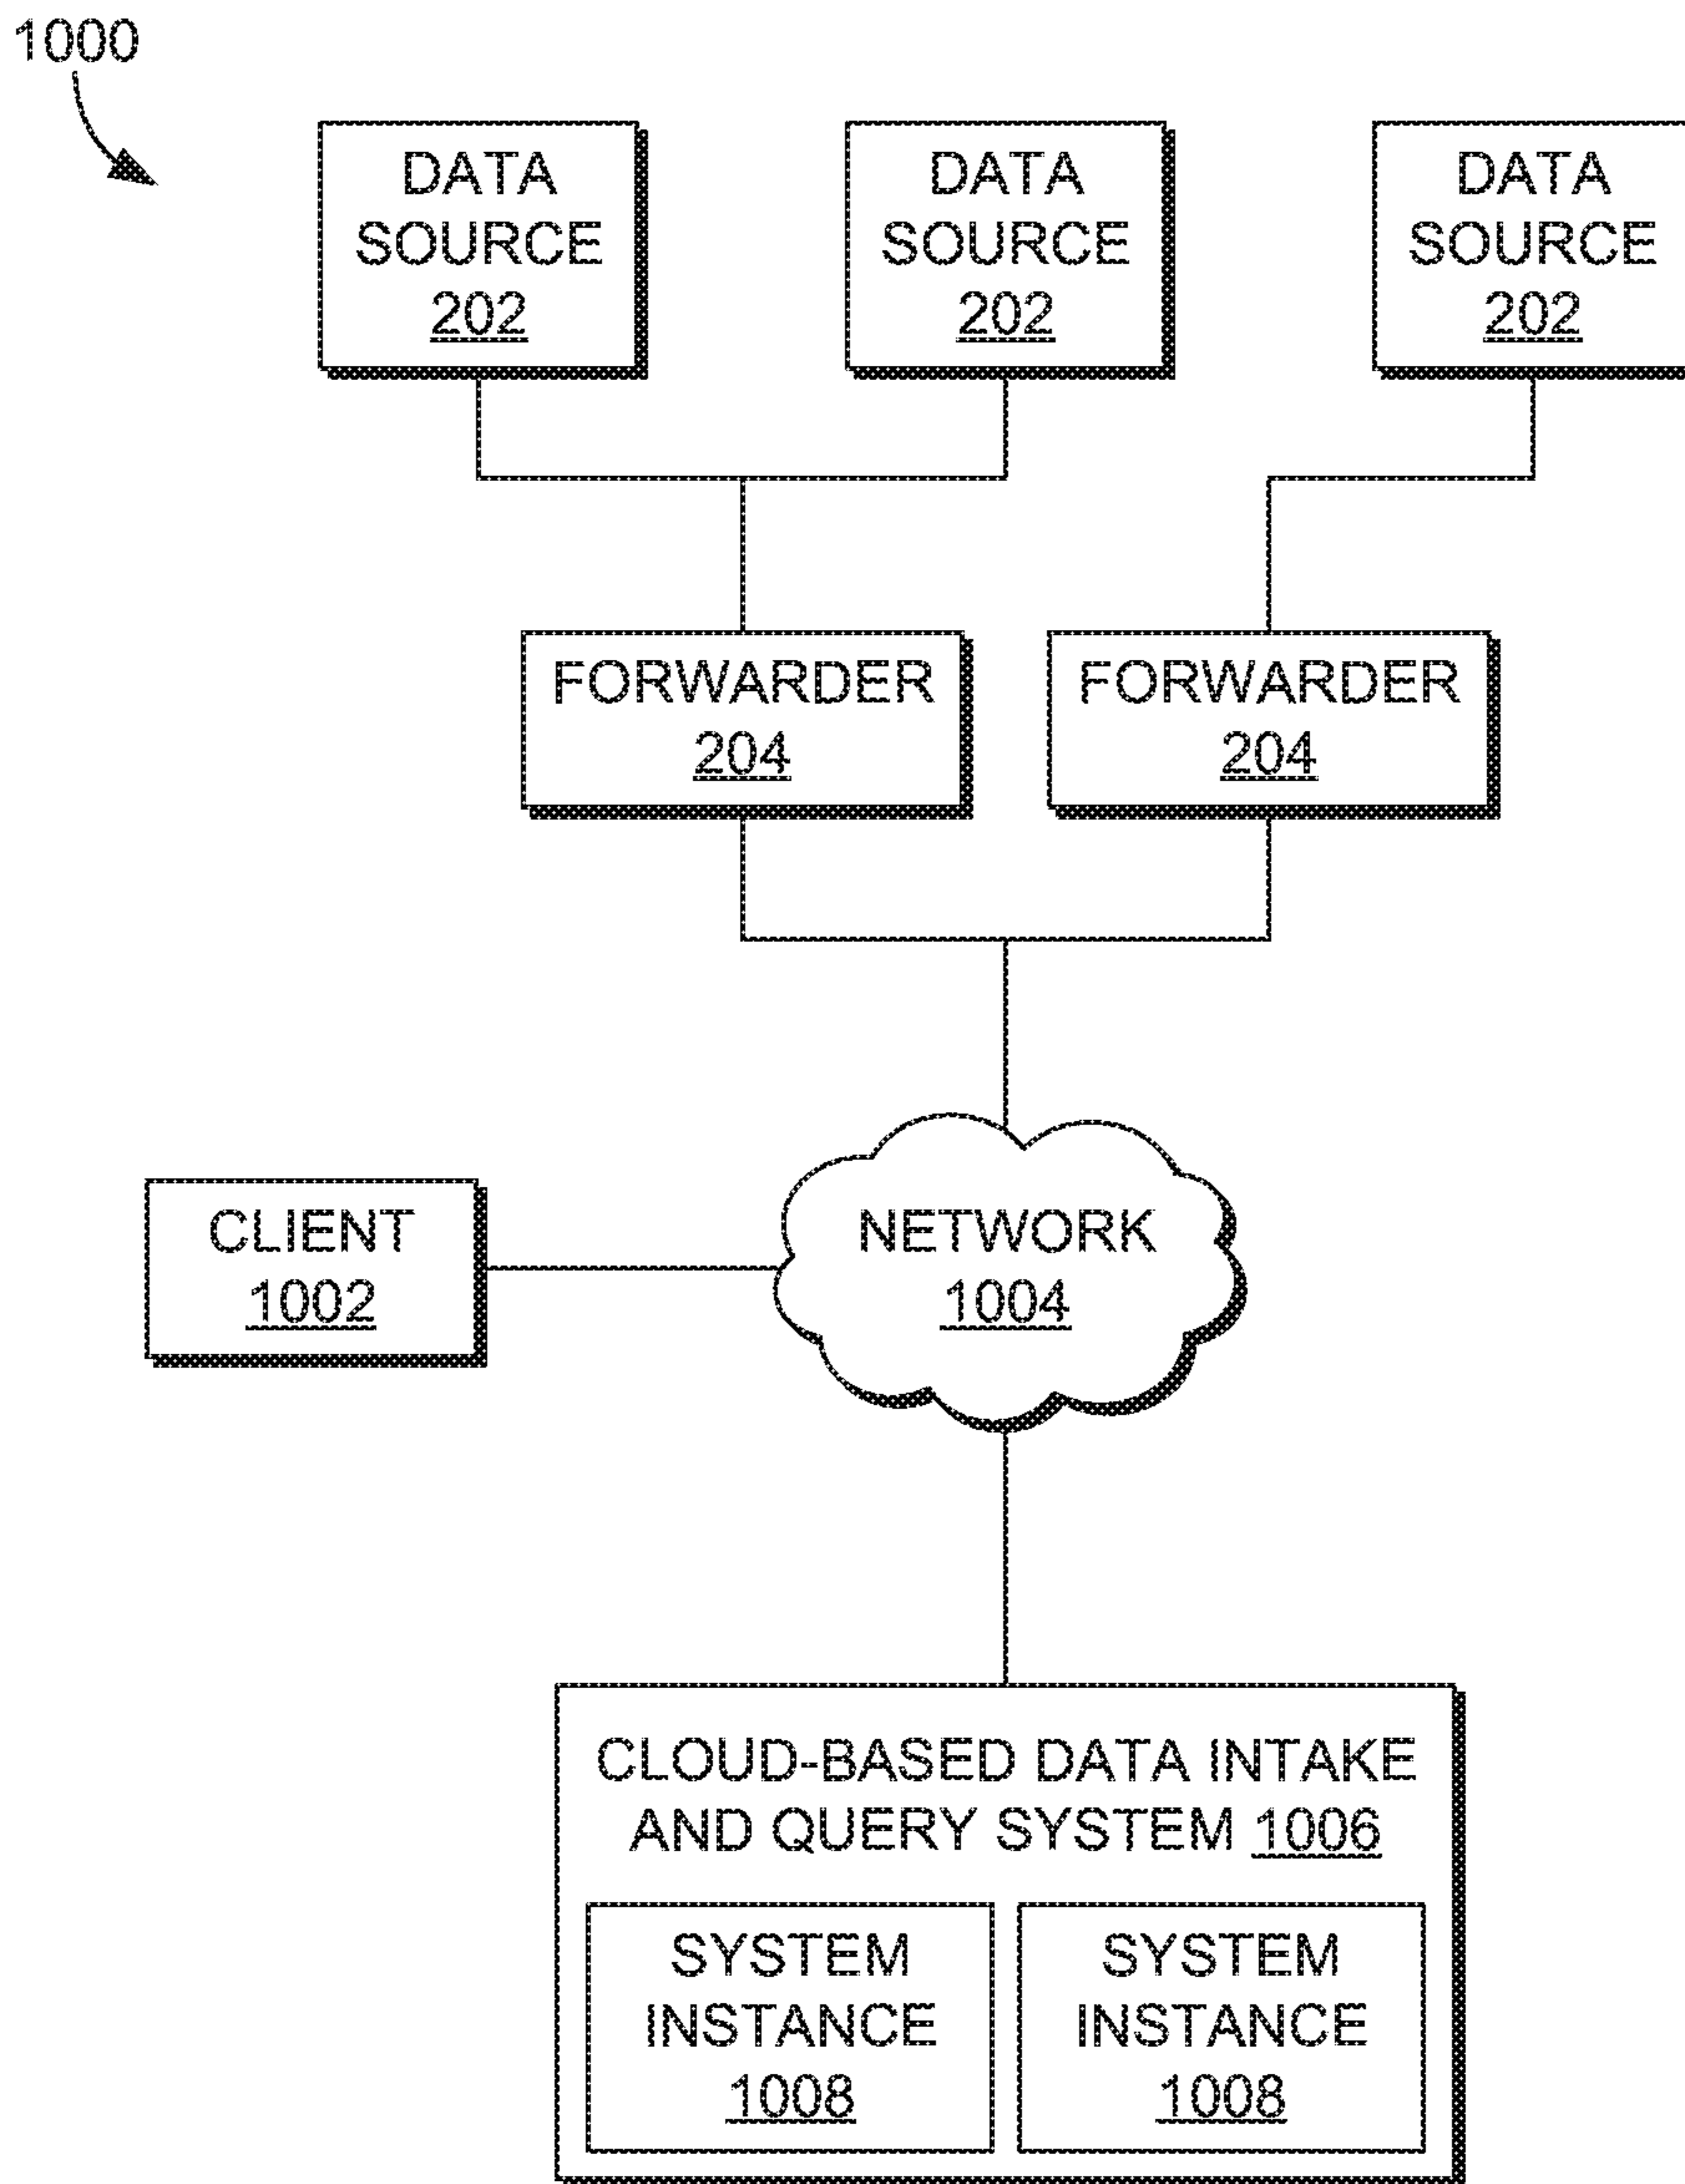 1000
DATA
SOURCE
202
DATA
SOURCE
202
DATA
SOURCE
202
FORWARDER
204
FORWARDER
204
CLIENT
1002
NETWORK
1004
CLOUD-BASED DATA INTAKE
AND QUERY SYSTEM 1006
SYSTEM
INSTANCE
1008
SYSTEM
INSTANCE
1008